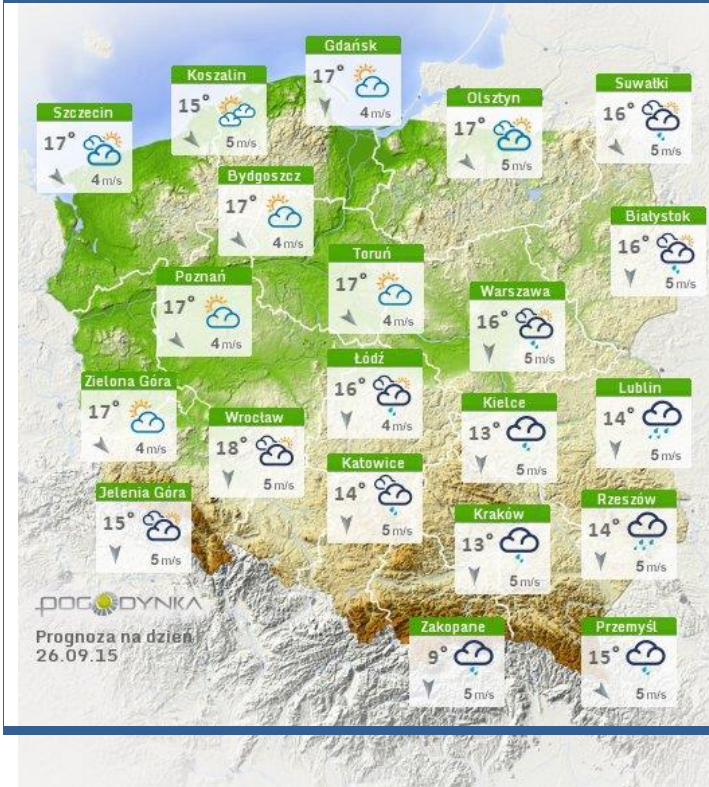 Gdańsk
17°
4 m/s
Koszalin
15°
5 m/s
Suwałki
16°
5 m/s
Olsztyn
17°
5 m/s
Szczecin
17°
4 m/s
Bydgoszcz
17°
4 m/s
Białystok
16°
5 m/s
Toruń
17°
4 m/s
Poznań
17°
4 m/s
Warszawa
16°
5 m/s
Łódź
16°
4 m/s
Zielona Góra
17°
4 m/s
Lublin
14°
5 m/s
Kielce
13°
5 m/s
Wrocław
18°
5 m/s
Katowice
14°
5 m/s
Jelenia Góra
15°
5 m/s
Rzeszów
14°
5 m/s
Kraków
13°
5 m/s
POGODYNKA
Prognoza na dzień
26.09.15
Zakopane
9°
5 m/s
Przemyśl
15°
5 m/s